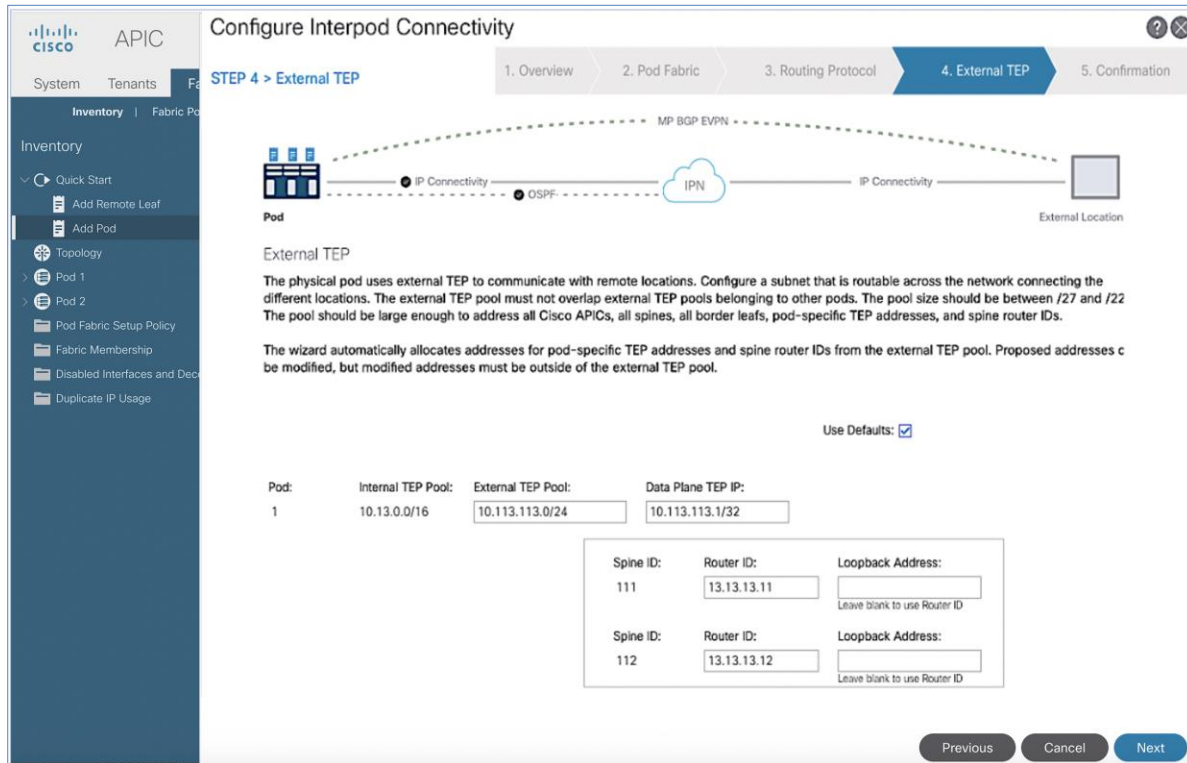 Configure Interpod Connectivity
CISCO
APIC
System Tenants Fa
STEP 4 > External TEP
1. Overview
2. Pod Fabric
3. Routing Protocol
4. External TEP
5. Confirmation
Inventory | Fabric Po
Inventory
Quick Start
Add Remote Leaf
Add Pod
Topology
Pod 1
Pod 2
Pod Fabric Setup Policy
Fabric Membership
Disabled Interfaces and Deco
Duplicate IP Usage
MP BGP EVPN
IP Connectivity
OSPF
IPN
IP Connectivity
Pod
External Location
External TEP
The physical pod uses external TEP to communicate with remote locations. Configure a subnet that is routable across the network connecting the
different locations. The external TEP pool must not overlap external TEP pools belonging to other pods. The pool size should be between /27 and /22
The pool should be large enough to address all Cisco APICs, all spines, all border leafs, pod-specific TEP addresses, and spine router IDs.
The wizard automatically allocates addresses for pod-specific TEP addresses and spine router IDs from the external TEP pool. Proposed addresses c
be modified, but modified addresses must be outside of the external TEP pool.
Use Defaults:
Pod: Internal TEP Pool: External TEP Pool: Data Plane TEP IP:
1 10.13.0.0/16 10.113.113.0/24 10.113.113.1/32
Spine ID: Router ID: Loopback Address:
111 13.13.13.11
Leave blank to use Router ID
Spine ID: Router ID: Loopback Address:
112 13.13.13.12
Leave blank to use Router ID
Previous Cancel Next